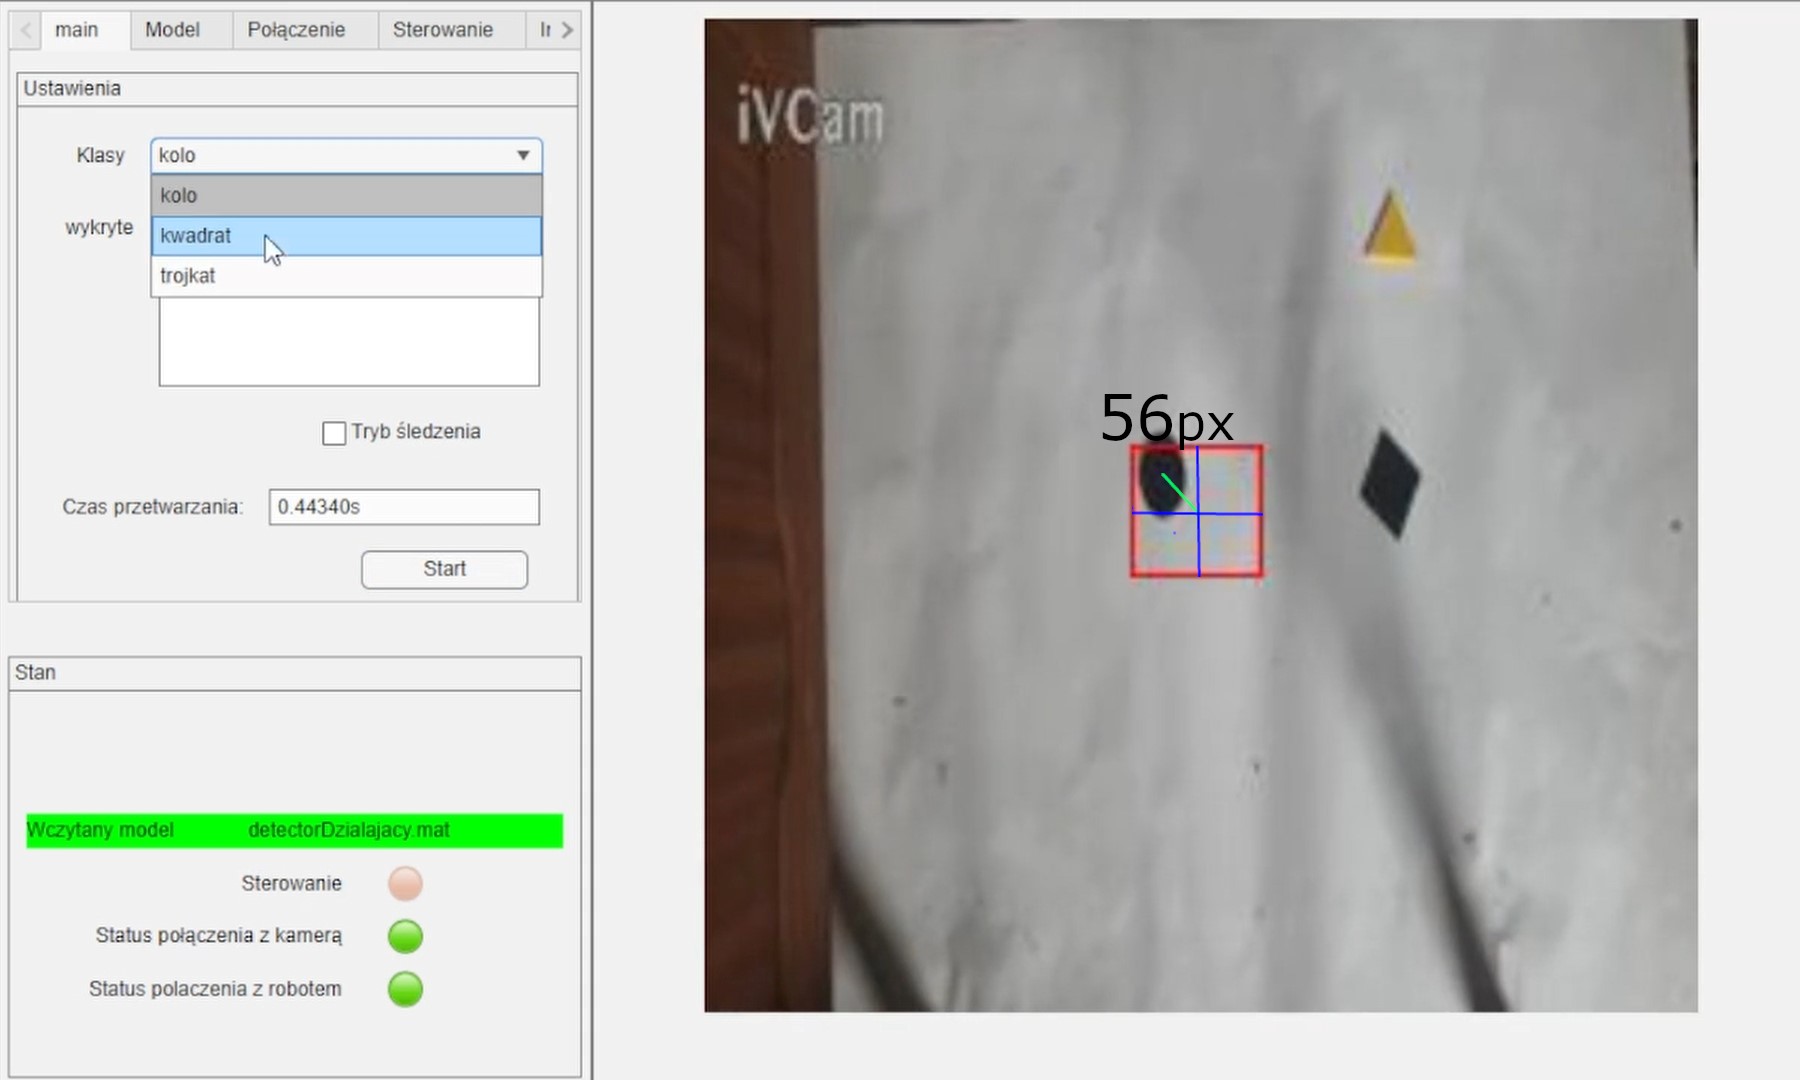 main
Model
Połączenie
Sterowanie
Ir
Ustawienia
Klasy
kolo
kolo
wykryte
kwadrat
trojkat
Tryb śledzenia
Czas przetwarzania:
0.44340s
Start
Stan
Wczytany model
detectorDzialajacy.mat
Sterowanie
Status połączenia z kamerą
Status polaczenia z robotem
iVCam
56px